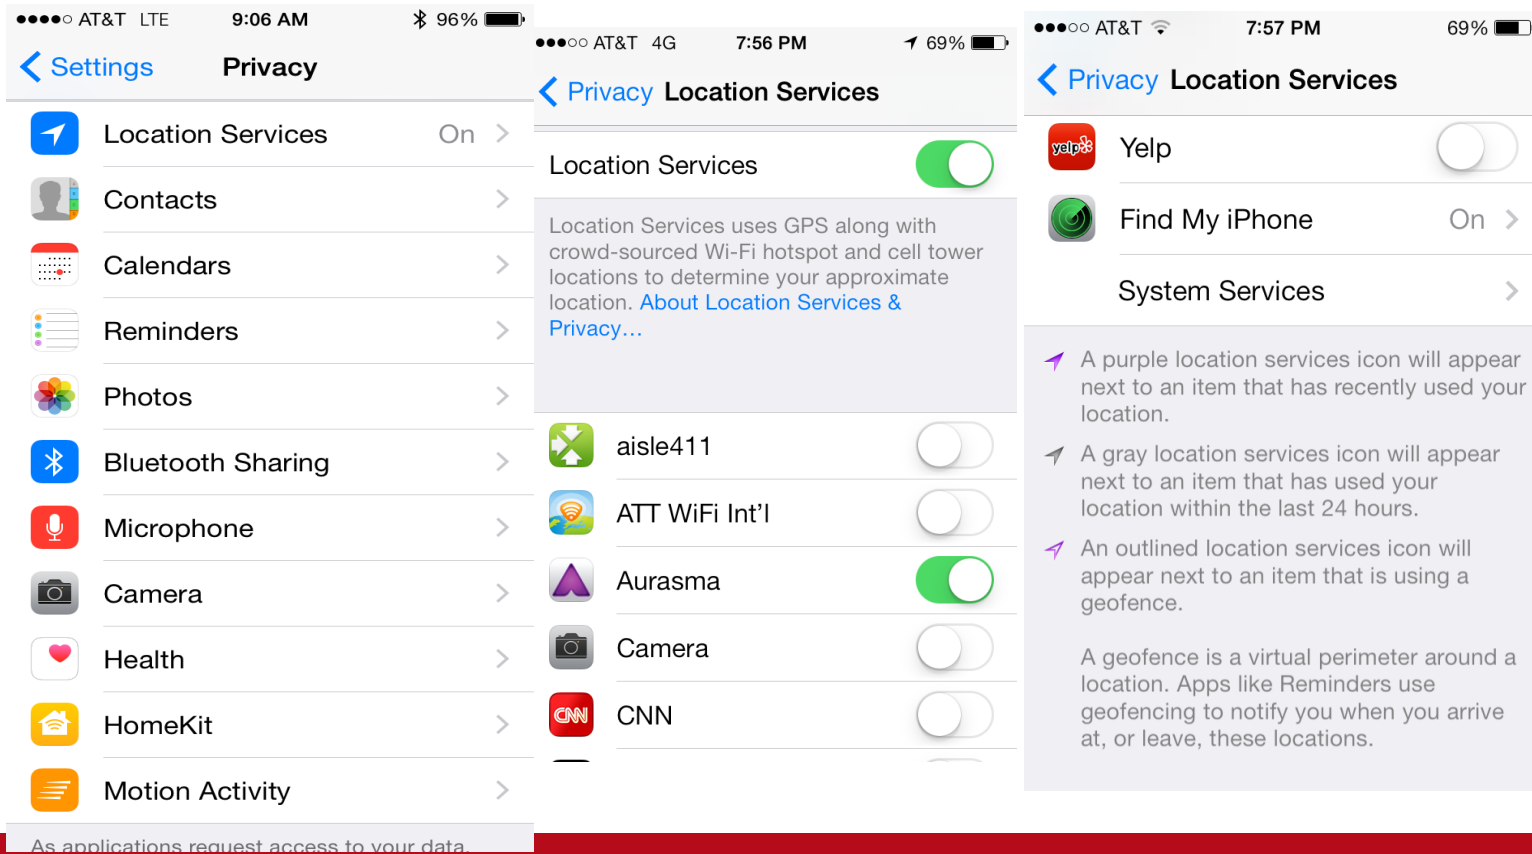 AT&T LTE 9:06 AM 96%
Settings Privacy
Location Services On
Contacts
Calendars
Reminders
Photos
Bluetooth Sharing
Microphone
Camera
Health
HomeKit
Motion Activity
As applications request access to your data,
AT&T 4G 7:56 PM 69%
Privacy Location Services
Location Services
Location Services uses GPS along with
crowd-sourced Wi-Fi hotspot and cell tower
locations to determine your approximate
location. About Location Services &
Privacy…
aisle411
ATT WiFi Int'l
Aurasma
Camera
CNN
CNN
AT&T 7:57 PM 69%
Privacy Location Services
yelp
Yelp
Find My iPhone On
System Services
A purple location services icon will appear
next to an item that has recently used your
location.
A gray location services icon will appear
next to an item that has used your
location within the last 24 hours.
An outlined location services icon will
appear next to an item that is using a
geofence.
A geofence is a virtual perimeter around a
location. Apps like Reminders use
geofencing to notify you when you arrive
at, or leave, these locations.